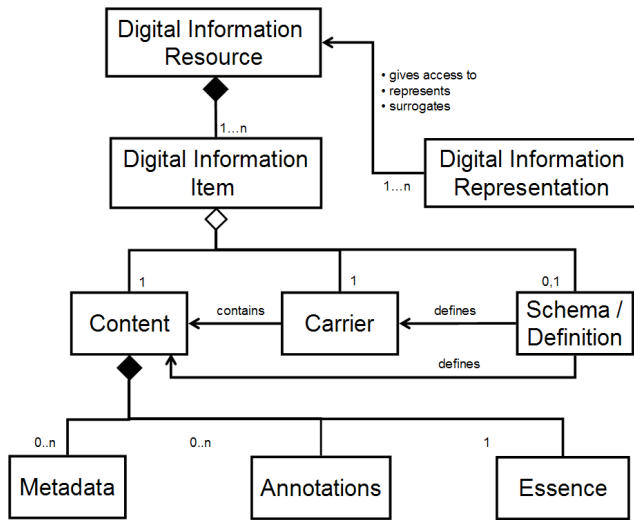 Digital Information
Resource
• gives access to
• represents
• surrogates
1...n
Digital Information
Item
Digital Information
Representation
1...n
1
1
0,1
Content
contains
Carrier
defines
Schema /
Definition
defines
0..n
0..n
1
Metadata
Annotations
Essence